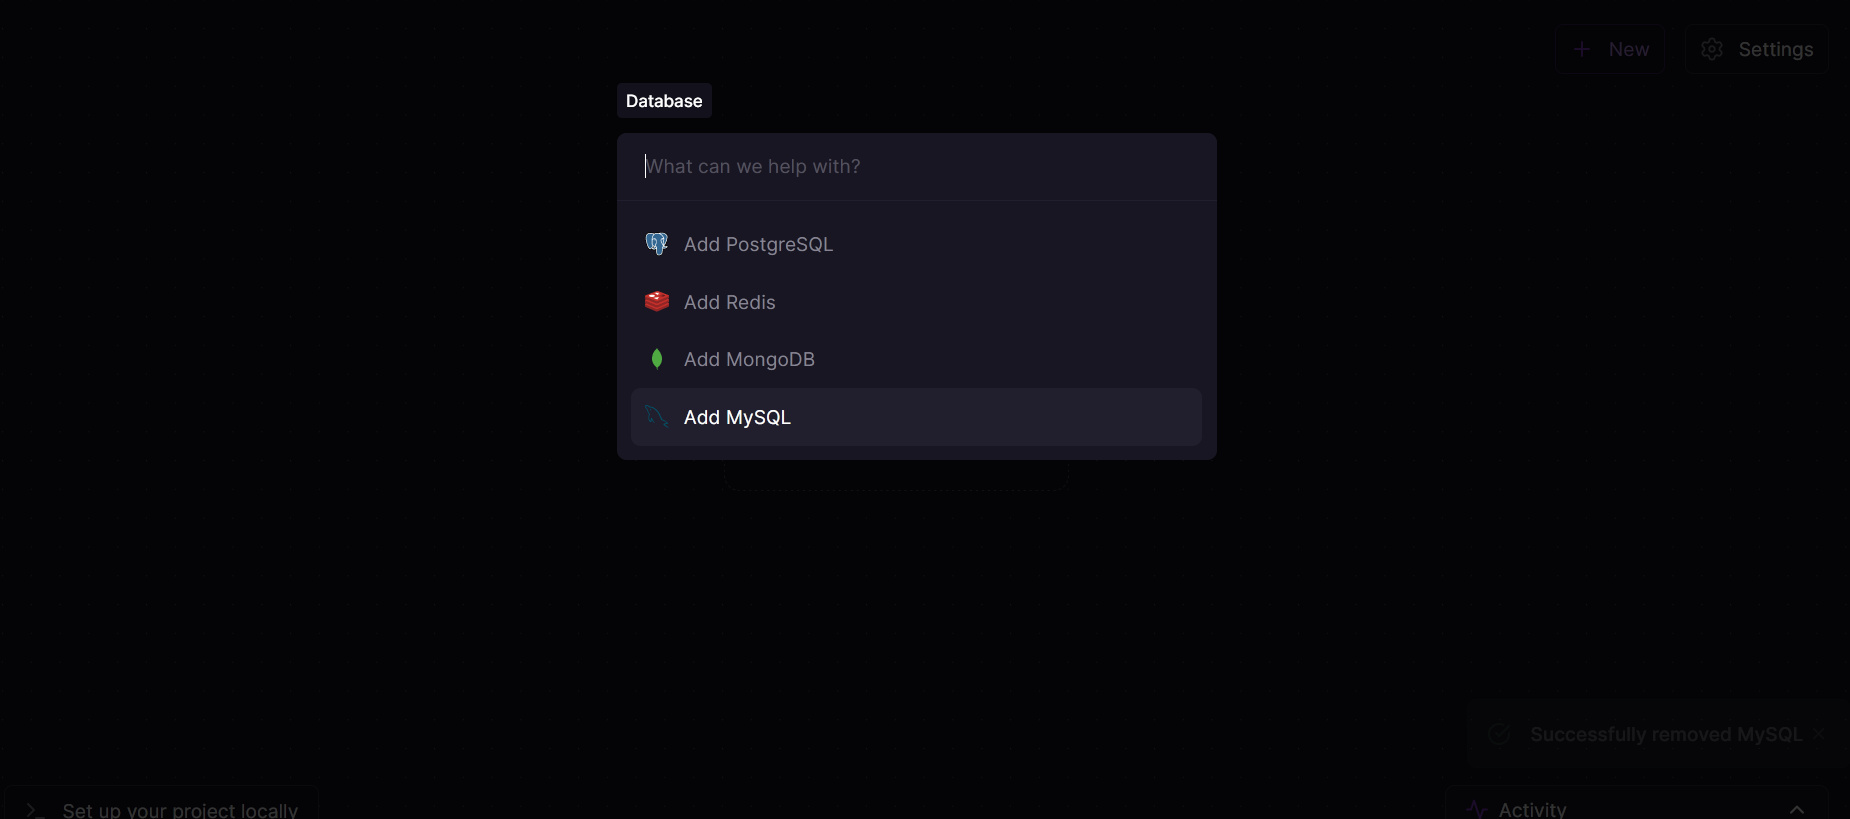 New
Settings
Database
What can we help with?
Add PostgreSQL
Add Redis
Add MongoDB
Add MySQL
Successfully removed MySQL
Set up your project locally
Activity